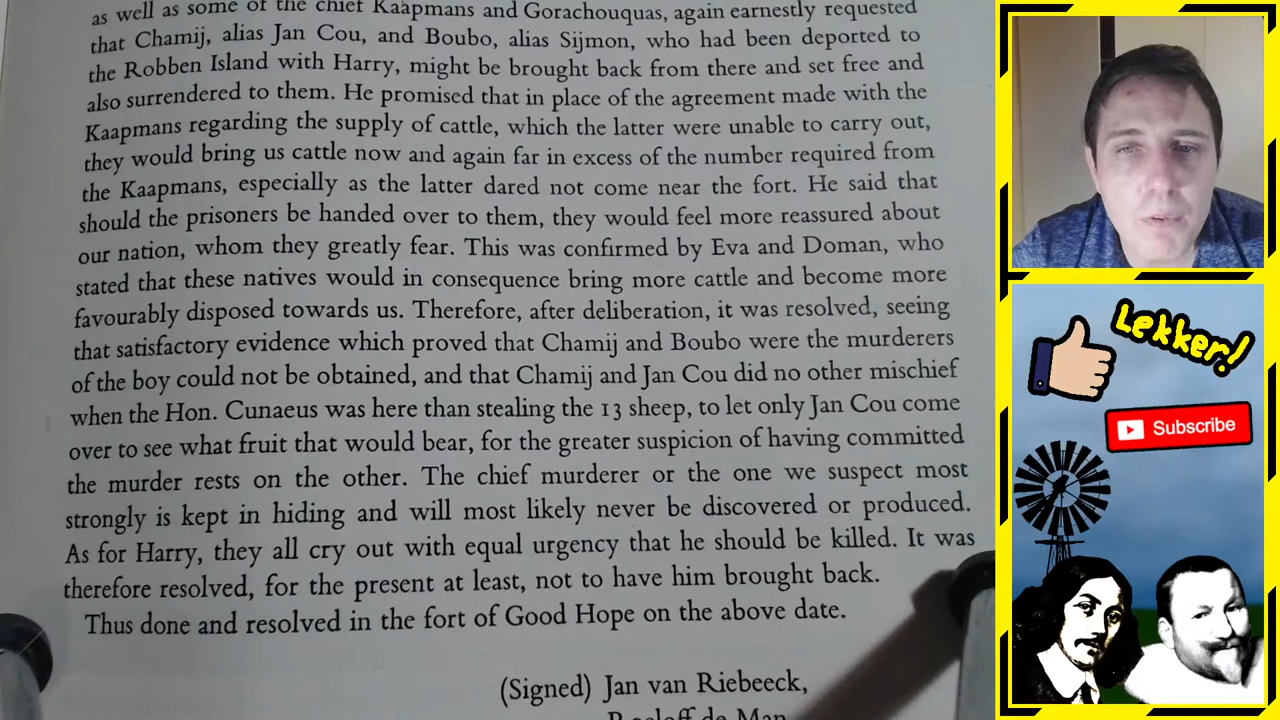 as well as some of the chief Kaapmans and Gorachouquas, again earnestly requested
that Chamij, alias Jan Cou, and Boubo, alias Sijmon, who had been deported to
the Robben Island with Harry, might be brought back from there and set free and
also surrendered to them. He promised that in place of the agreement made with the
Kaapmans regarding the supply of cattle, which the latter were unable to carry out,
they would bring us cattle now and again far in excess of the number required from
the Kaapmans, especially as the latter dared not come near the fort. He said that
should the prisoners be handed over to them, they would feel more reassured about
our nation, whom they greatly fear. This was confirmed by Eva and Doman, who
stated that these natives would in consequence bring more cattle and become more
favourably disposed towards us. Therefore, after deliberation, it was resolved, seeing
that satisfactory evidence which proved that Chamij and Boubo were the murderers
of the boy could not be obtained, and that Chamij and Jan Cou did no other mischief
when the Hon. Cunaeus was here than stealing the 13 sheep, to let only Jan Cou come
over to see what fruit that would bear, for the greater suspicion of having committed
the murder rests on the other. The chief murderer or the one we suspect most
strongly is kept in hiding and will most likely never be discovered or produced.
As for Harry, they all cry out with equal urgency that he should be killed. It was
therefore resolved, for the present at least, not to have him brought back.
Thus done and resolved in the fort of Good Hope on the above date.
(Signed) Jan van Riebeeck,
Roeloff de Man
Lekker!
Subscribe